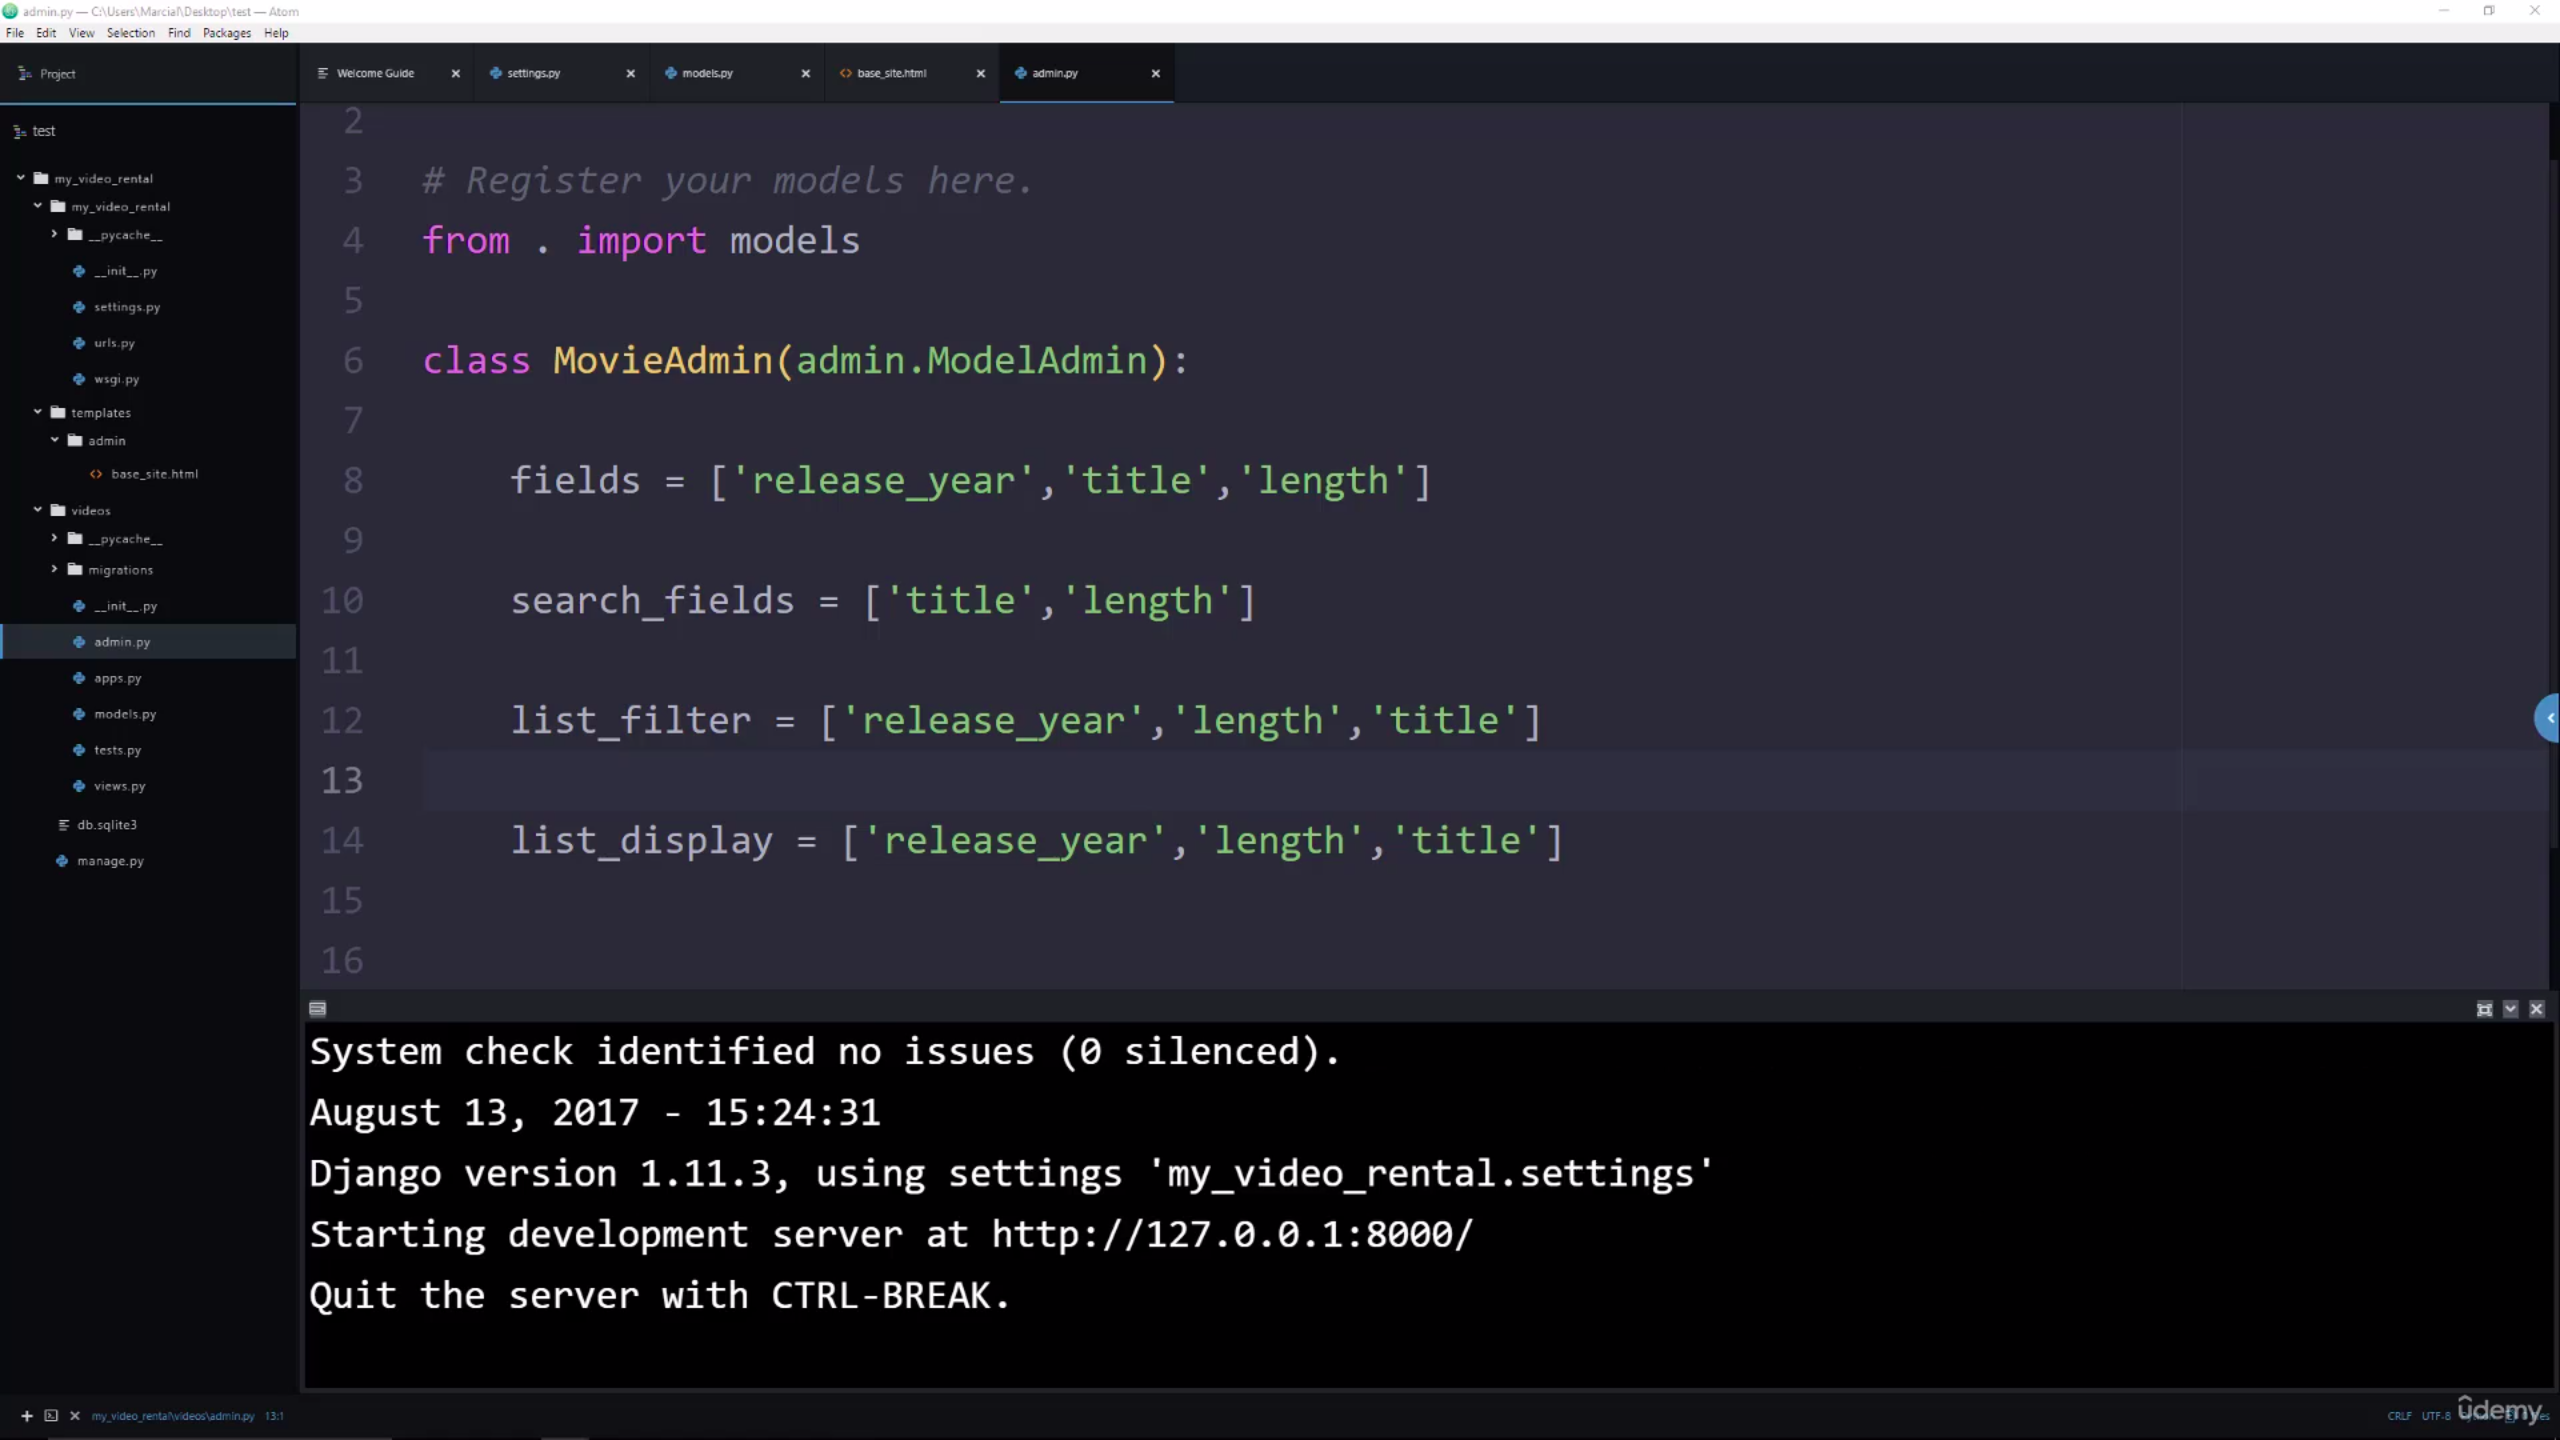 admin.py — C:\Users\Marcial\Desktop\test — Atom
File Edit View Selection Find Packages Help
Project
Welcome Guide
settings.py
models.py
base_site.html
admin.py
test
my_video_rental
my_video_rental
__pycache__
__init__.py
settings.py
urls.py
wsgi.py
templates
admin
base_site.html
videos
__pycache__
migrations
__init__.py
admin.py
apps.py
models.py
tests.py
views.py
db.sqlite3
manage.py
2
3 # Register your models here.
4 from . import models
5
6 class MovieAdmin(admin.ModelAdmin):
7
8 fields = ['release_year','title','length']
9
10 search_fields = ['title','length']
11
12 list_filter = ['release_year','length','title']
13
14 list_display = ['release_year','length','title']
15
16
System check identified no issues (0 silenced).
August 13, 2017 - 15:24:31
Django version 1.11.3, using settings 'my_video_rental.settings'
Starting development server at http://127.0.0.1:8000/
Quit the server with CTRL-BREAK.
my_video_rental\videos\admin.py 13:1
CRLF UTF-8
udemy